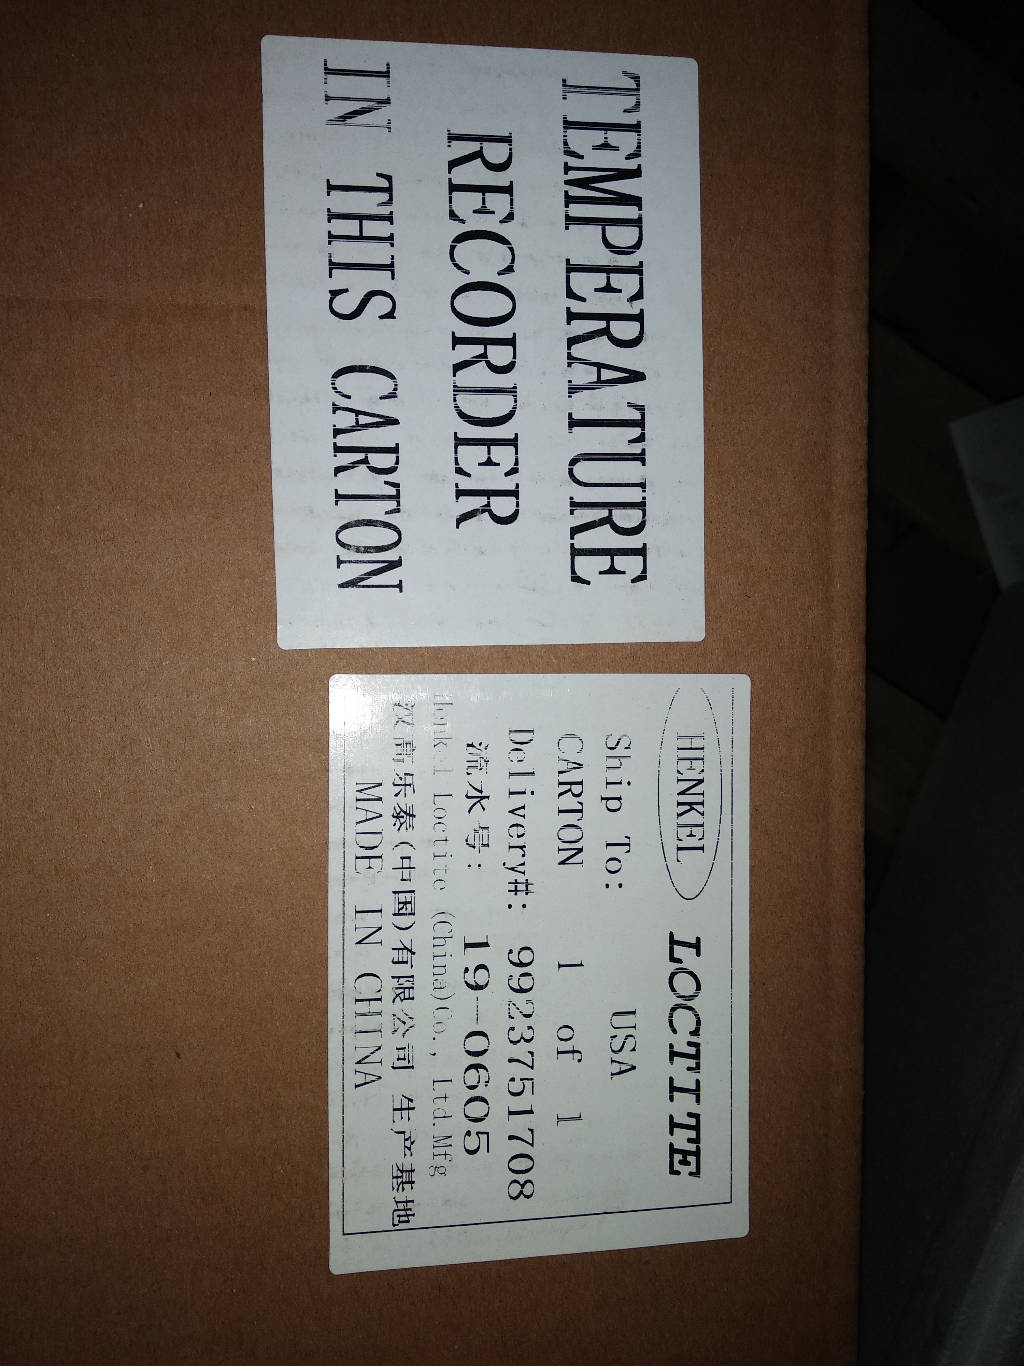 TEMPERATURE
RECORDER
IN THIS CARTON
HENKEL LOCTITE
Ship To: USA
CARTON 1 of 1
Delivery#: 9923751708
流水号: 19-0605
Henkel Loctite (China)Co., Ltd.Mfg
汉高乐泰(中国)有限公司 生产基地
MADE IN CHINA